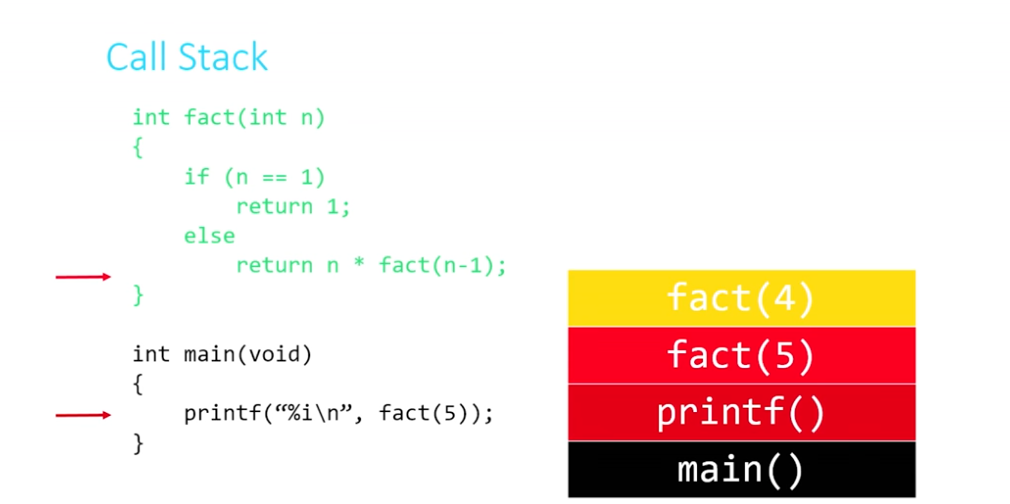 Call Stack
int fact(int n)
{
    if (n == 1)
        return 1;
    else
        return n * fact(n-1);
}
int main(void)
{
    printf(“%i\n”, fact(5));
}
fact(4)
fact(5)
printf()
main()